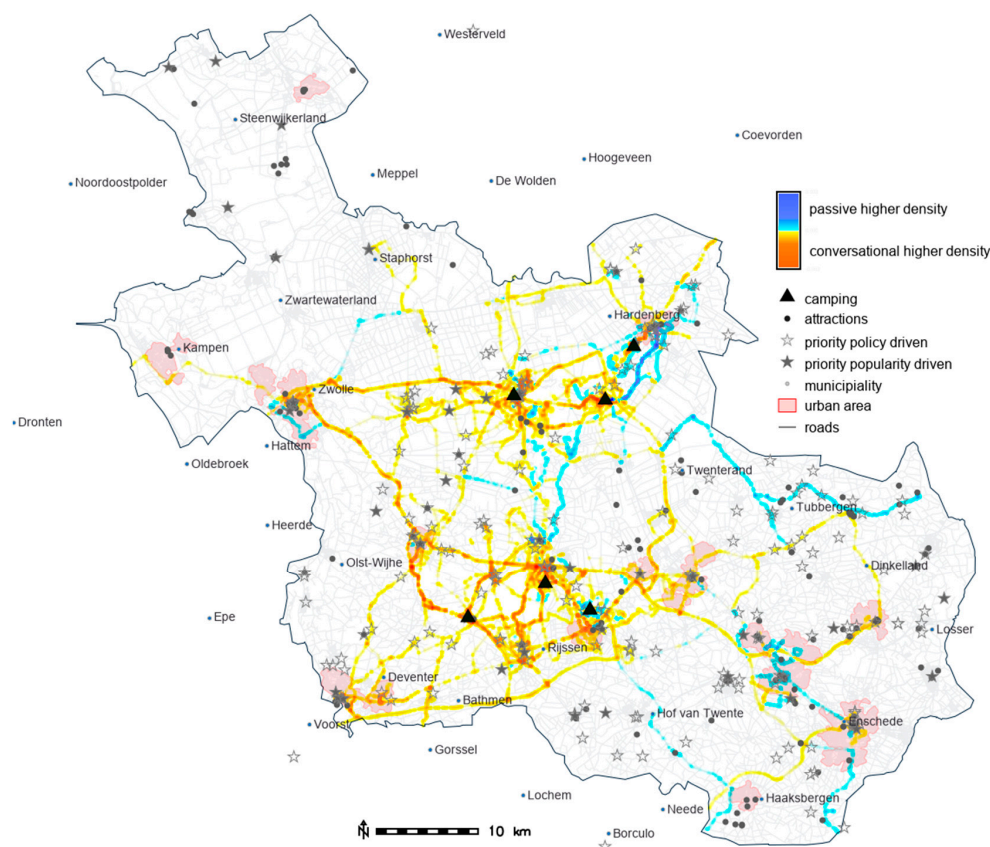 Westerveld
Steenwijkerland
Coevorden
Hoogeveen
Meppel
De Wolden
Noordoostpolder
passive higher density
conversational higher density
Staphorst
Zwartewaterland
camping
attractions
Hardenberg
priority policy driven
Kampen
priority popularity driven
municipiality
Zwolle
urban area
Dronten
roads
Hattem
Oldebroek
Twenterand
Tubbergen
Heerde
Olst-Wijhe
Dinkelland
Epe
Losser
Rijssen
Deventer
Bathmen
Hof van Twente
Voorst
Enschede
Gorssel
Lochem
Haaksbergen
Neede
N 10 km
Borculo